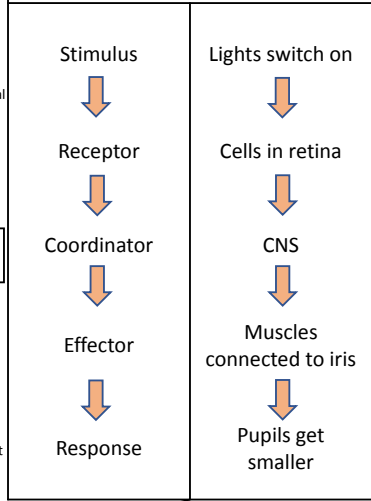 Stimulus
Lights switch on
Receptor
Cells in retina
Coordinator
CNS
Effector
Muscles
connected to iris
Response
Pupils get
smaller